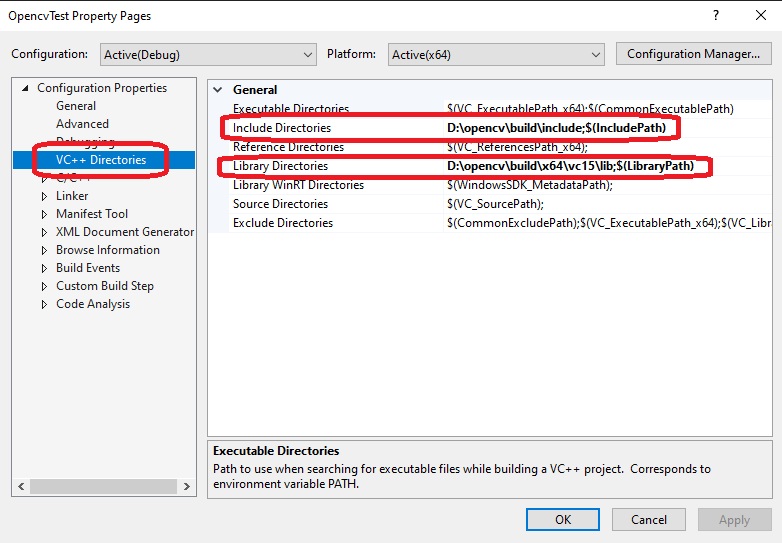 OpencvTest Property Pages
Configuration: Active(Debug) Platform: Active(x64) Configuration Manager...
Configuration Properties
General
Advanced
Debugging
VC++ Directories
C/C++
Linker
Manifest Tool
XML Document Generator
Browse Information
Build Events
Custom Build Step
Code Analysis
General
Executable Directories $(VC_ExecutablePath_x64);$(CommonExecutablePath)
Include Directories D:\opencv\build\include;$(IncludePath)
Reference Directories $(VC_ReferencesPath_x64);
Library Directories D:\opencv\build\x64\vc15\lib;$(LibraryPath)
Library WinRT Directories $(WindowsSDK_MetadataPath);
Source Directories $(VC_SourcePath);
Exclude Directories $(CommonExcludePath);$(VC_ExecutablePath_x64);$(VC_Libr
Executable Directories
Path to use when searching for executable files while building a VC++ project. Corresponds to
environment variable PATH.
OK Cancel Apply